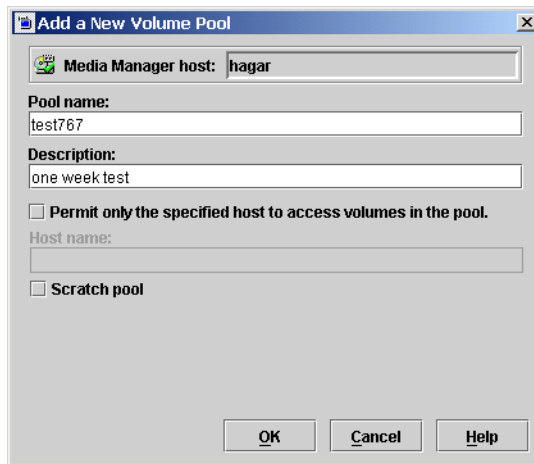 Add a New Volume Pool
Media Manager host: hagar
Pool name:
test767
Description:
one week test
Permit only the specified host to access volumes in the pool.
Host name:
Scratch pool
OK Cancel Help